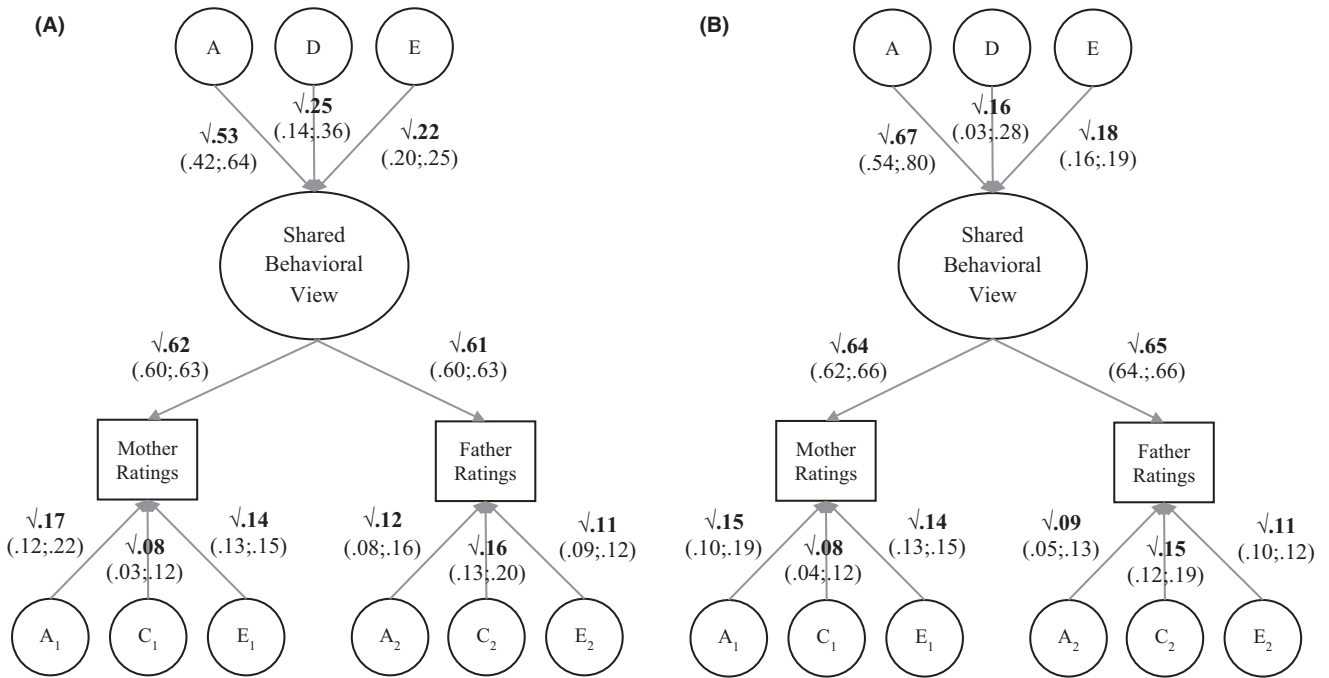 (A)
A
D
E
√.53
(.42;.64)
√.25
(.14;.36)
√.22
(.20;.25)
Shared
Behavioral
View
√.62
(.60;.63)
√.61
(.60;.63)
Mother
Ratings
Father
Ratings
√.17
(.12;.22)
√.08
(.03;.12)
√.14
(.13;.15)
√.12
(.08;.16)
√.16
(.13;.20)
√.11
(.09;.12)
A₁
C₁
E₁
A₂
C₂
E₂
(B)
A
D
E
√.67
(.54;.80)
√.16
(.03;.28)
√.18
(.16;.19)
Shared
Behavioral
View
√.64
(.62;.66)
√.65
(64.;.66)
Mother
Ratings
Father
Ratings
√.15
(.10;.19)
√.08
(.04;.12)
√.14
(.13;.15)
√.09
(.05;.13)
√.15
(.12;.19)
√.11
(.10;.12)
A₁
C₁
E₁
A₂
C₂
E₂